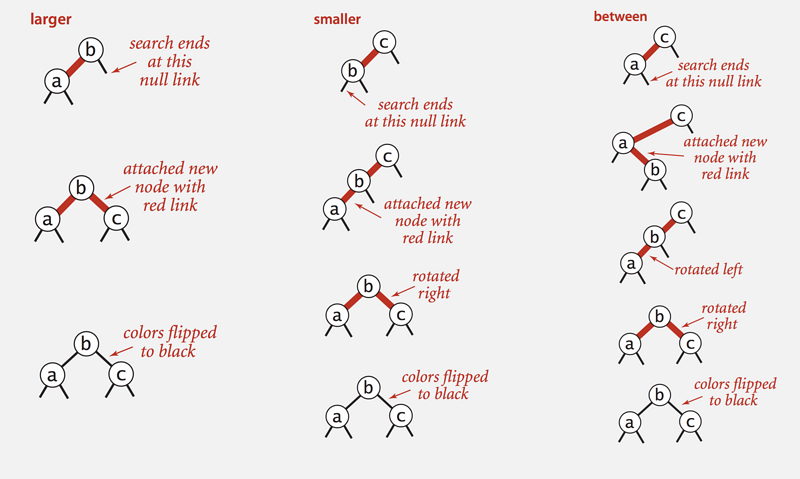 larger
b
a
search ends
at this
null link
b
a
c
attached new
node with
red link
b
a
c
colors flipped
to black
smaller
c
b
search ends
at this null link
c
b
a
attached new
node with
red link
b
a
c
rotated
right
b
a
c
colors flipped
to black
between
c
a
search ends
at this null link
c
a
b
attached new
node with
red link
c
b
a
rotated left
b
a
c
rotated
right
b
a
c
colors flipped
to black